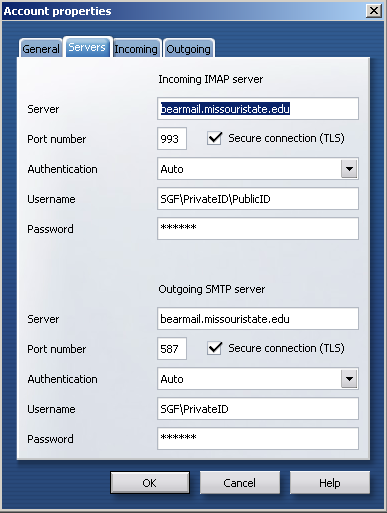 Account properties
General Servers Incoming Outgoing
Incoming IMAP server
Server bearmail.missouristate.edu
Port number 993 Secure connection (TLS)
Authentication Auto
Username SGF\PrivateID\PublicID
Password ******
Outgoing SMTP server
Server bearmail.missouristate.edu
Port number 587 Secure connection (TLS)
Authentication Auto
Username SGF\PrivateID
Password ******
OK Cancel Help